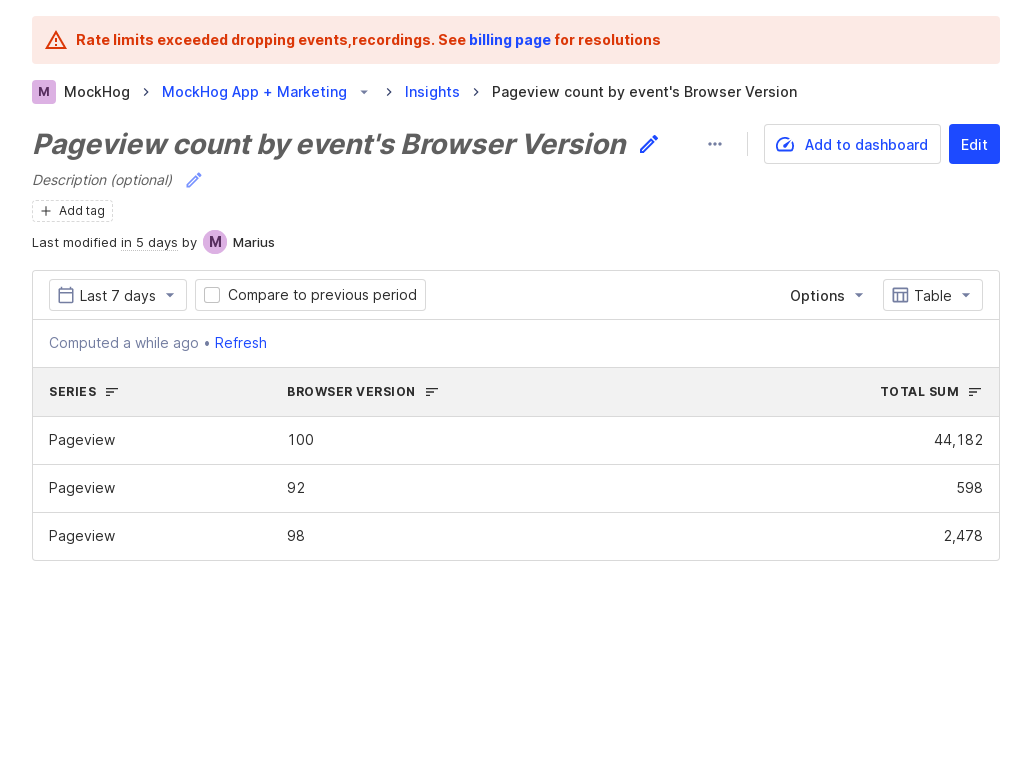 Rate limits exceeded dropping events,recordings. See billing page for resolutions
M MockHog MockHog App + Marketing Insights Pageview count by event's Browser Version
Pageview count by event's Browser Version
Add to dashboard Edit
Description (optional)
Add tag
Last modified in 5 days by M Marius
Last 7 days Compare to previous period Options Table
Computed a while ago • Refresh
SERIES BROWSER VERSION TOTAL SUM
Pageview 100 44,182
Pageview 92 598
Pageview 98 2,478